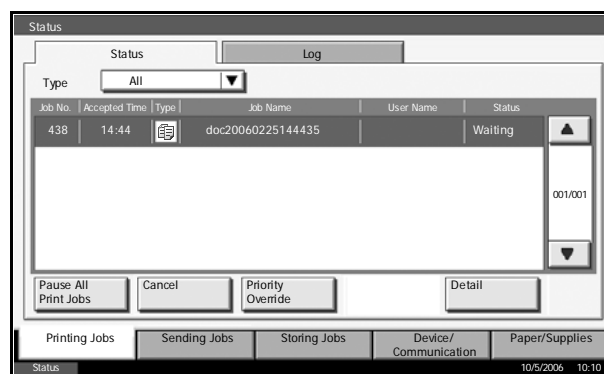 Status
Status Log
Type All
Job No. Accepted Time Type Job Name User Name Status
438 14:44 doc20060225144435 Waiting
001/001
Pause All
Print Jobs
Cancel
Priority
Override
Detail
Printing Jobs Sending Jobs Storing Jobs Device/
Communication Paper/Supplies
Status 10/5/2006 10:10